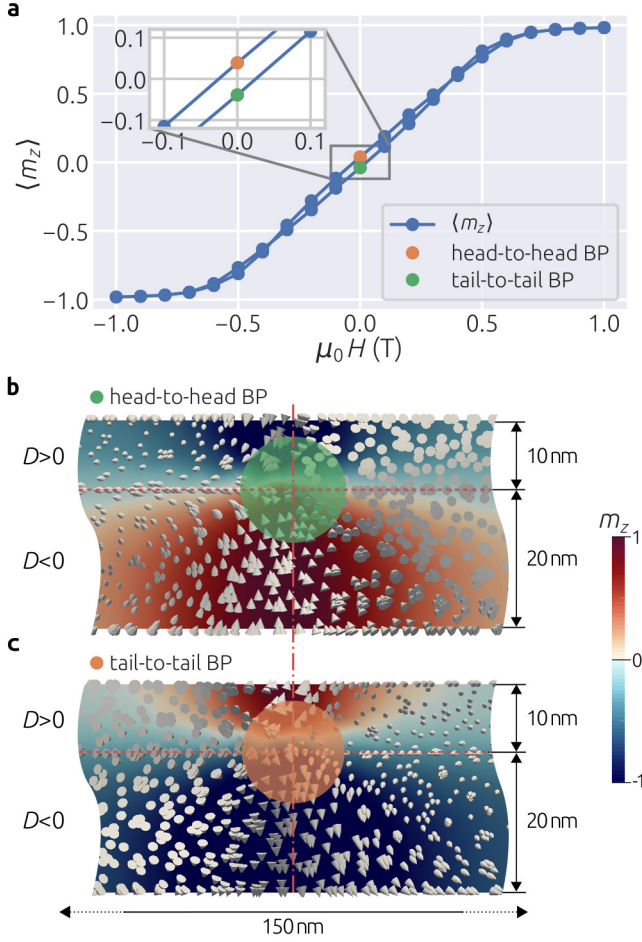 a
0.1
0.0
−0.1
−0.1
0.0
0.1
1.0
0.5
0.0
−0.5
−1.0
⟨m_z⟩
⟨m_z⟩
head-to-head BP
tail-to-tail BP
−1.0
−0.5
0.0
0.5
1.0
μ₀ H (T)
b
head-to-head BP
D>0
10 nm
D<0
20 nm
m_z
1
0
-1
c
tail-to-tail BP
D>0
10 nm
D<0
20 nm
150 nm